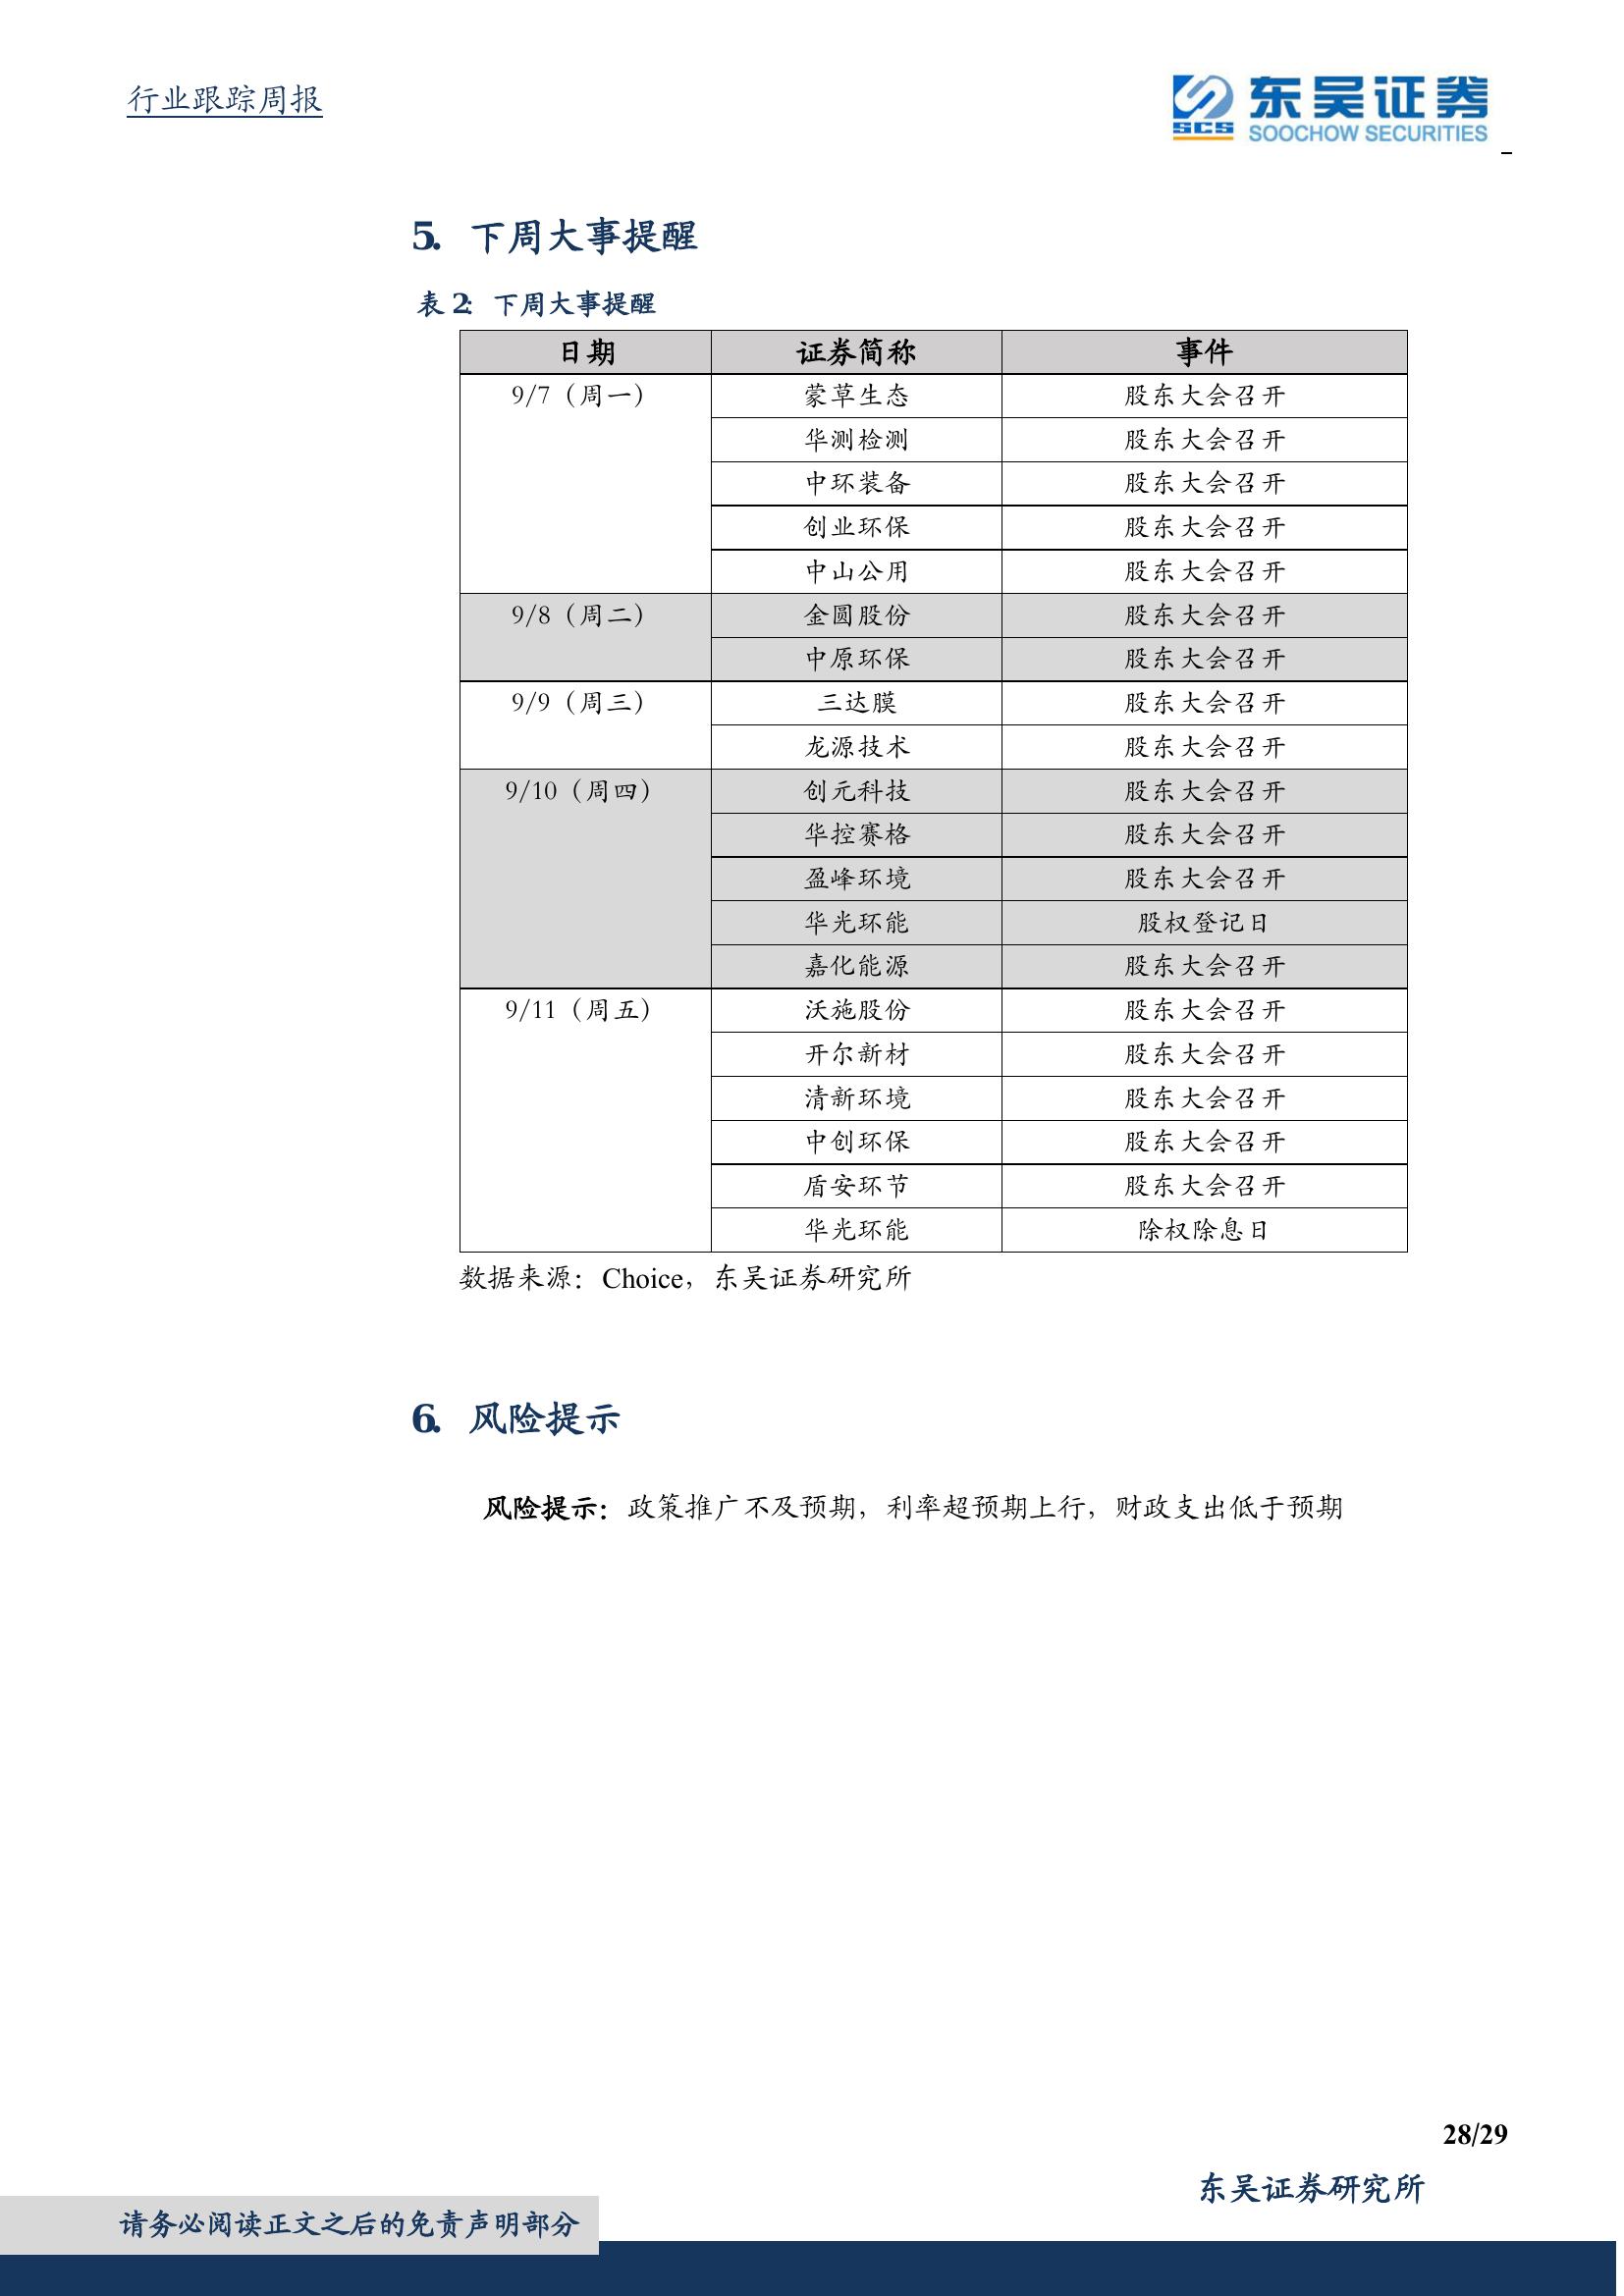 行业跟踪周报
东吴证券
SCS
SOOCHOW SECURITIES
5. 下周大事提醒
表 2: 下周大事提醒
日期 证券简称 事件
9/7（周一） 蒙草生态 股东大会召开
华测检测 股东大会召开
中环装备 股东大会召开
创业环保 股东大会召开
中山公用 股东大会召开
9/8（周二） 金圆股份 股东大会召开
中原环保 股东大会召开
9/9（周三） 三达膜 股东大会召开
龙源技术 股东大会召开
9/10（周四） 创元科技 股东大会召开
华控赛格 股东大会召开
盈峰环境 股东大会召开
华光环能 股权登记日
嘉化能源 股东大会召开
9/11（周五） 沃施股份 股东大会召开
开尔新材 股东大会召开
清新环境 股东大会召开
中创环保 股东大会召开
盾安环节 股东大会召开
华光环能 除权除息日
数据来源：Choice，东吴证券研究所
6. 风险提示
风险提示：政策推广不及预期，利率超预期上行，财政支出低于预期
28/29
东吴证券研究所
请务必阅读正文之后的免责声明部分